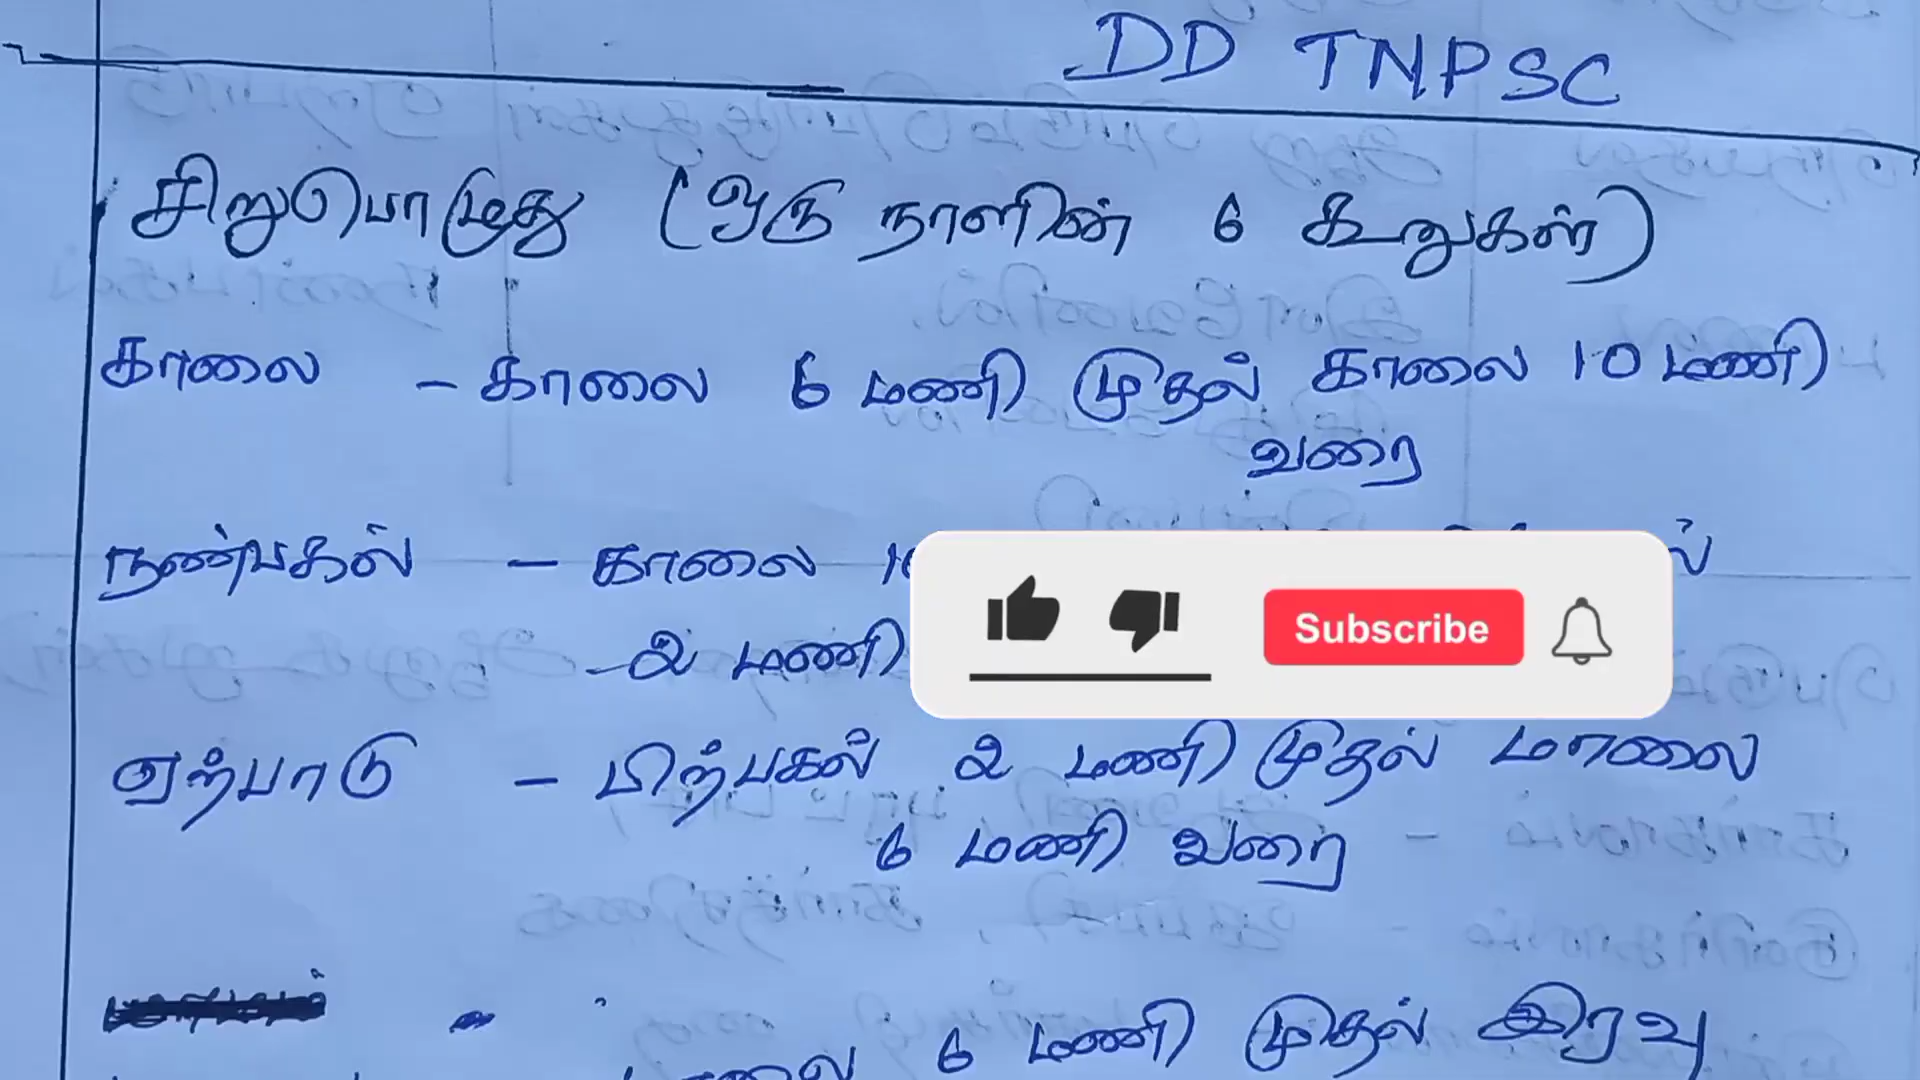 DD TNPSC
சிறுபொழுது (ஒரு நாளின் 6 கூறுகள்)
காலை - காலை 6 மணி முதல் காலை 10 மணி
வரை
நண்பகல் - காலை
2 மணி
Subscribe
ஏற்பாடு - பிற்பகல் 2 மணி முதல் மாலை
6 மணி வரை
6 மணி முதல் இரவு